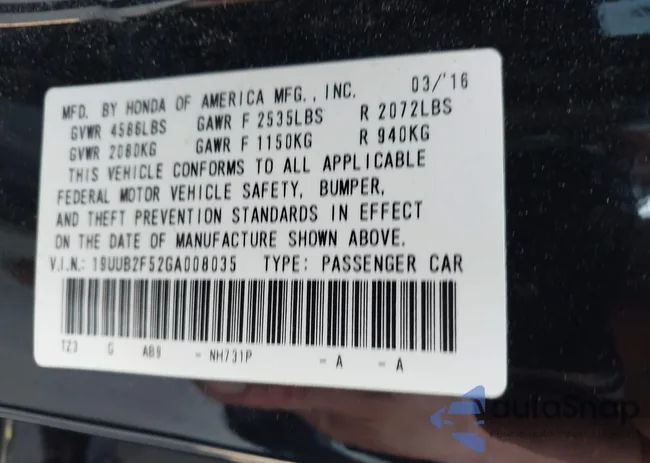 MFD. BY HONDA OF AMERICA MFG., INC. 03/'16
GVWR 4586LBS GAWR F 2535LBS R 2072LBS
GVWR 2080KG GAWR F 1150KG R 940KG
THIS VEHICLE CONFORMS TO ALL APPLICABLE
FEDERAL MOTOR VEHICLE SAFETY, BUMPER,
AND THEFT PREVENTION STANDARDS IN EFFECT
ON THE DATE OF MANUFACTURE SHOWN ABOVE.
V.I.N.: 19UUB2F52GA008035 TYPE: PASSENGER CAR
TZ3 G AB9 - NH731P - A - A